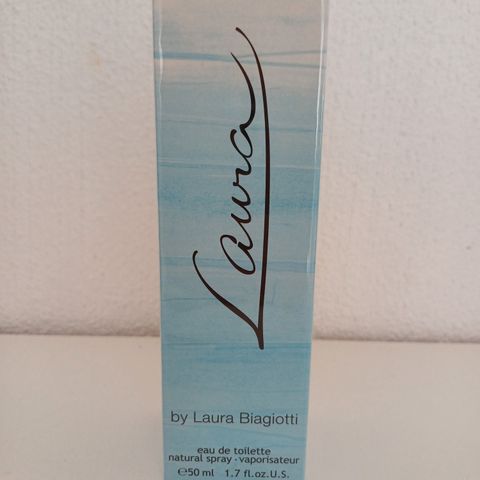 Laura
by Laura Biagiotti
eau de toilette
natural spray · vaporisateur
℮50 ml 1.7 fl.oz.U.S.